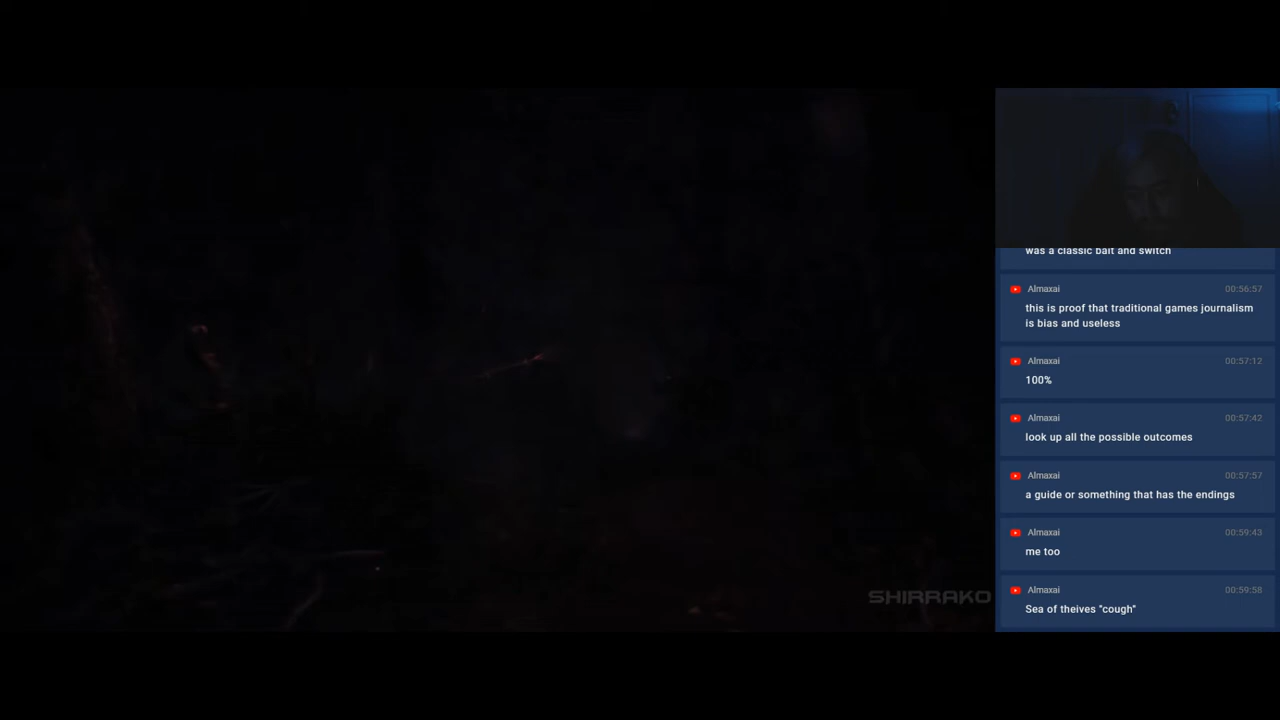 was a classic bait and switch
Almaxai 00:56:57
this is proof that traditional games journalism
is bias and useless
Almaxai 00:57:12
100%
Almaxai 00:57:42
look up all the possible outcomes
Almaxai 00:57:57
a guide or something that has the endings
Almaxai 00:59:43
me too
Almaxai 00:59:58
Sea of theives "cough"
SHIRRAKO